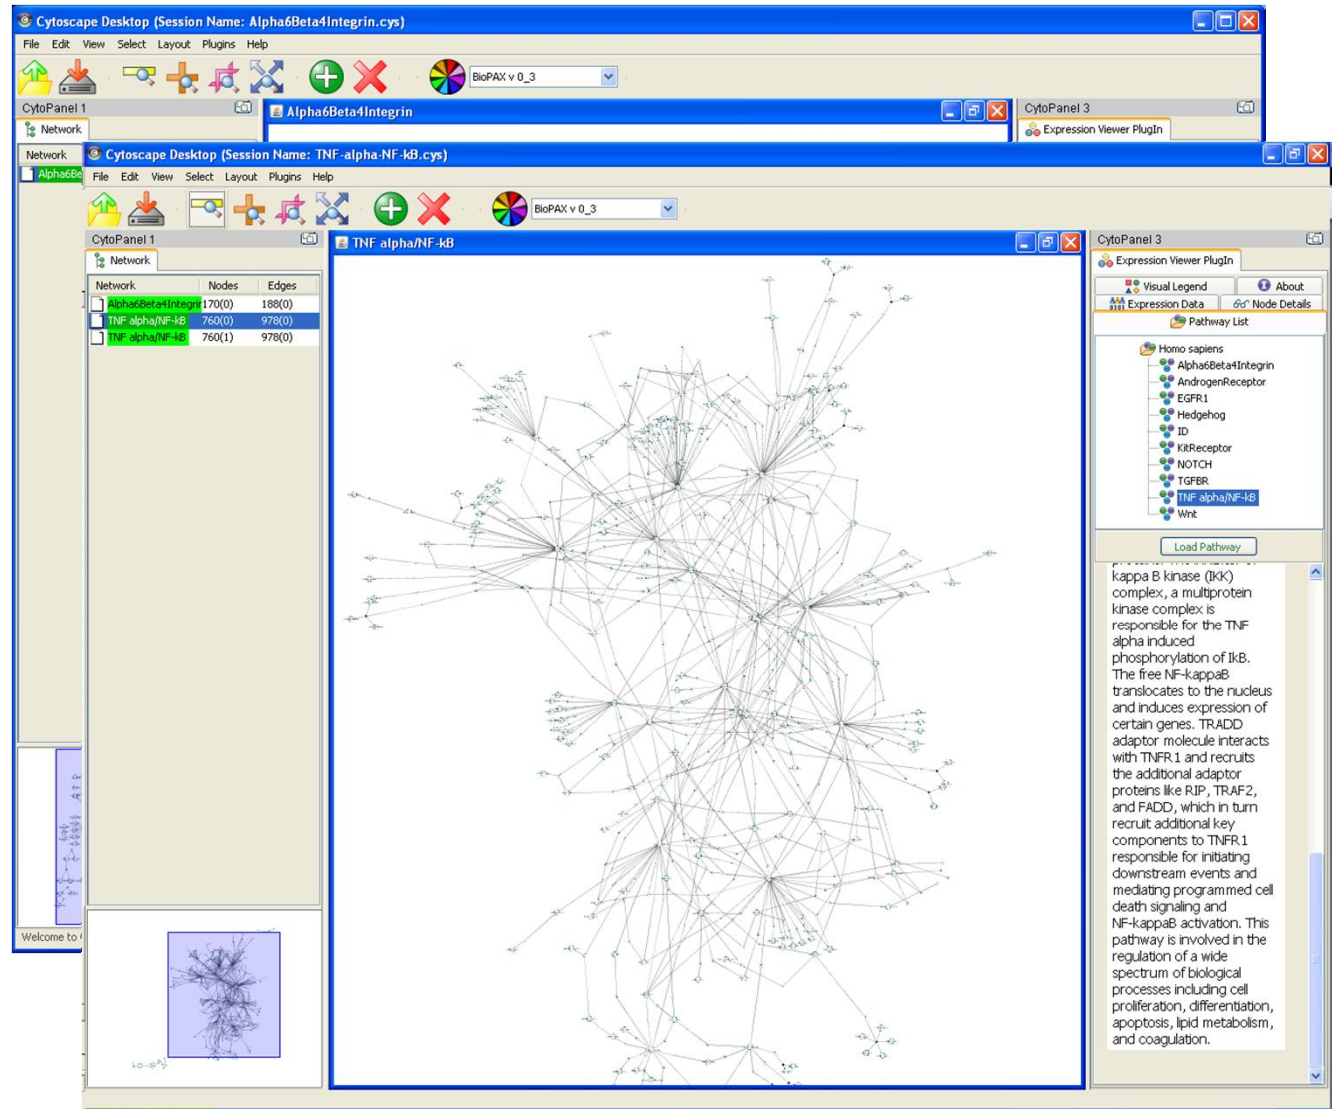 Cytoscape Desktop (Session Name: Alpha6Beta4Integrin.cys)
File Edit View Select Layout Plugins Help
BioPAX v 0_3
CytoPanel 1
Network
Network
Alpha6Be
Welcome to
Alpha6Beta4Integrin
CytoPanel 3
Expression Viewer PlugIn
Cytoscape Desktop (Session Name: TNF-alpha-NF-kB.cys)
File Edit View Select Layout Plugins Help
BioPAX v 0_3
CytoPanel 1
Network
Network Nodes Edges
Alpha6Beta4Integrin 170(0) 188(0)
TNF alpha/NF-kB 760(0) 978(0)
TNF alpha/NF-kB 760(1) 978(0)
TNF alpha/NF-kB
CytoPanel 3
Expression Viewer PlugIn
Visual Legend About
Expression Data Node Details
Pathway List
Homo sapiens
Alpha6Beta4Integrin
AndrogenReceptor
EGFR1
Hedgehog
ID
KitReceptor
NOTCH
TGFBR
TNF alpha/NF-kB
Wnt
Load Pathway
kappa B kinase (IKK)
complex, a multiprotein
kinase complex is
responsible for the TNF
alpha induced
phosphorylation of IkB.
The free NF-kappaB
translocates to the nucleus
and induces expression of
certain genes. TRADD
adaptor molecule interacts
with TNFR1 and recruits
the additional adaptor
proteins like RIP, TRAF2,
and FADD, which in turn
recruit additional key
components to TNFR1
responsible for initiating
downstream events and
mediating programmed cell
death signaling and
NF-kappaB activation. This
pathway is involved in the
regulation of a wide
spectrum of biological
processes including cell
proliferation, differentiation,
apoptosis, lipid metabolism,
and coagulation.